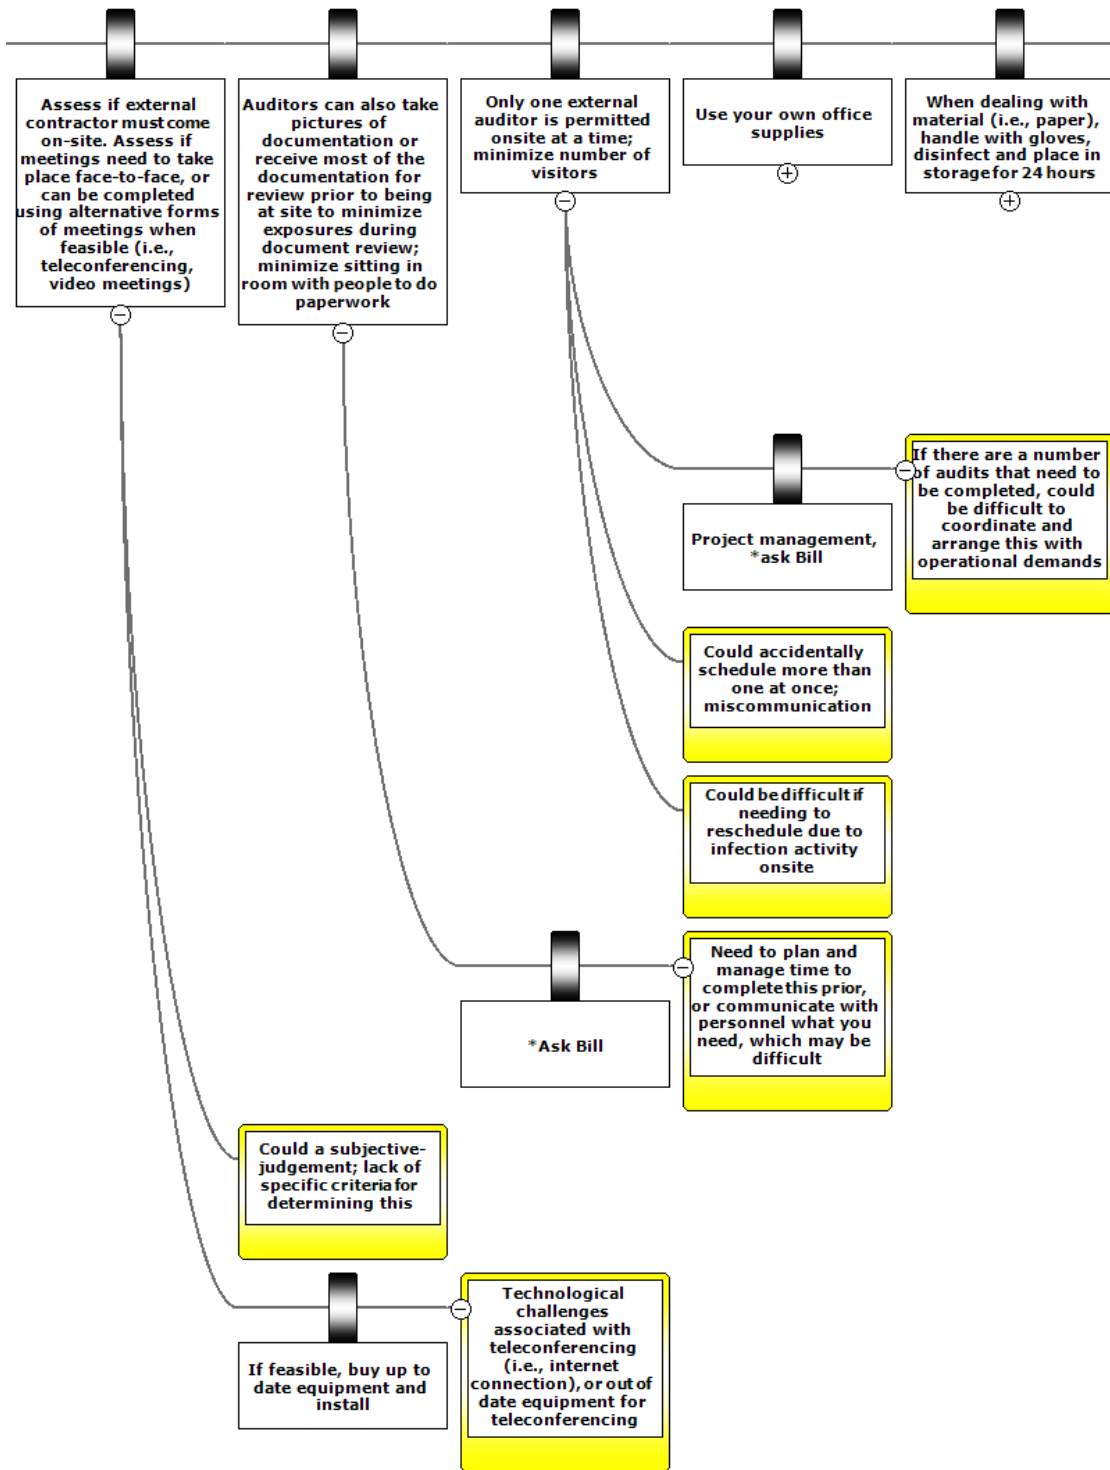 Assess if external
contractor must come
on-site. Assess if
meetings need to take
place face-to-face, or
can be completed
using alternative forms
of meetings when
feasible (i.e.,
teleconferencing,
video meetings)
Auditors can also take
pictures of
documentation or
receive most of the
documentation for
review prior to being
at site to minimize
exposures during
document review;
minimize sitting in
room with people to do
paperwork
Only one external
auditor is permitted
onsite at a time;
minimize number of
visitors
Use your own office
supplies
When dealing with
material (i.e., paper),
handle with gloves,
disinfect and place in
storage for 24 hours
Project management,
*ask Bill
If there are a number
of audits that need to
be completed, could
be difficult to
coordinate and
arrange this with
operational demands
Could accidentally
schedule more than
one at once;
miscommunication
Could be difficult if
needing to
reschedule due to
infection activity
onsite
*Ask Bill
Need to plan and
manage time to
complete this prior,
or communicate with
personnel what you
need, which may be
difficult
Could a subjective-
judgement; lack of
specific criteria for
determining this
If feasible, buy up to
date equipment and
install
Technological
challenges
associated with
teleconferencing
(i.e., internet
connection), or out of
date equipment for
teleconferencing